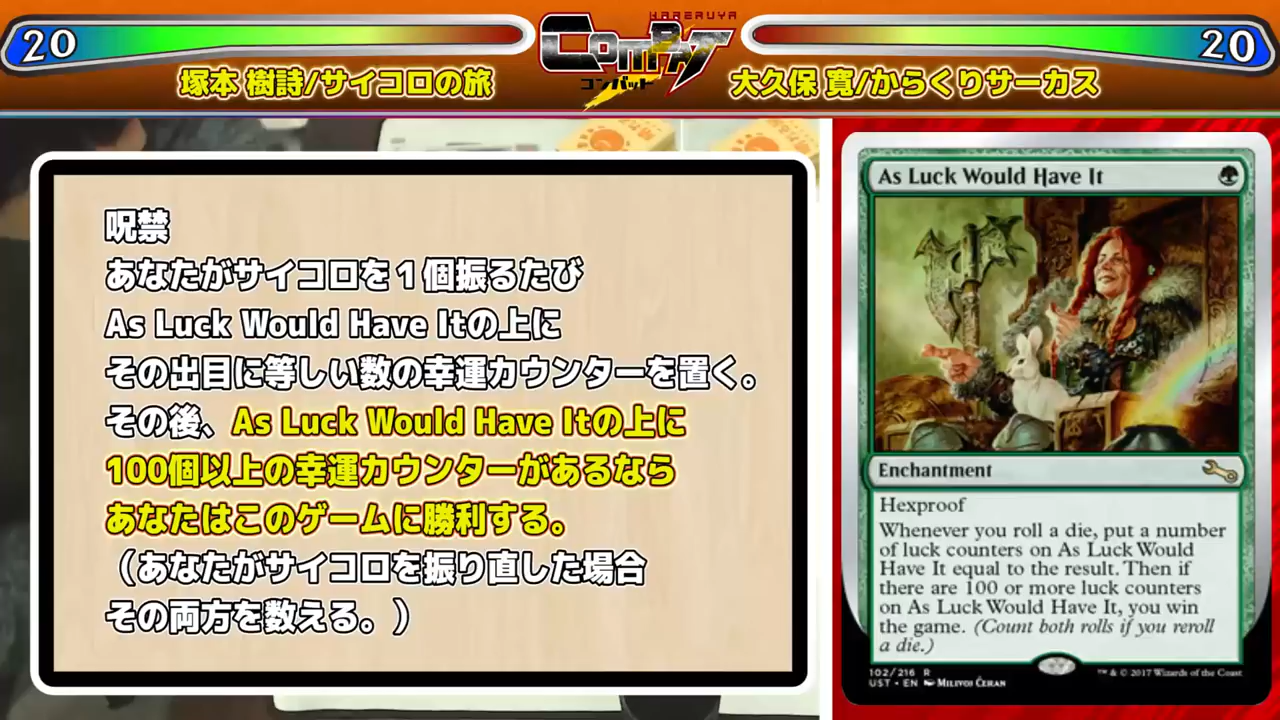 20
HARERUYA
COMBAT
コンバット
20
塚本 樹詩/サイコロの旅
大久保 寛/からくりサーカス
呪禁
あなたがサイコロを1個振るたび
As Luck Would Have Itの上に
その出目に等しい数の幸運カウンターを置く。
その後、As Luck Would Have Itの上に
100個以上の幸運カウンターがあるなら
あなたはこのゲームに勝利する。
（あなたがサイコロを振り直した場合
その両方を数える。）
As Luck Would Have It
Enchantment
Hexproof
Whenever you roll a die, put a number
of luck counters on As Luck Would
Have It equal to the result. Then if
there are 100 or more luck counters
on As Luck Would Have It, you win
the game. (Count both rolls if you reroll
a die.)
102/216 R
UST • EN Milivoj Ćeran
™ & © 2017 Wizards of the Coast